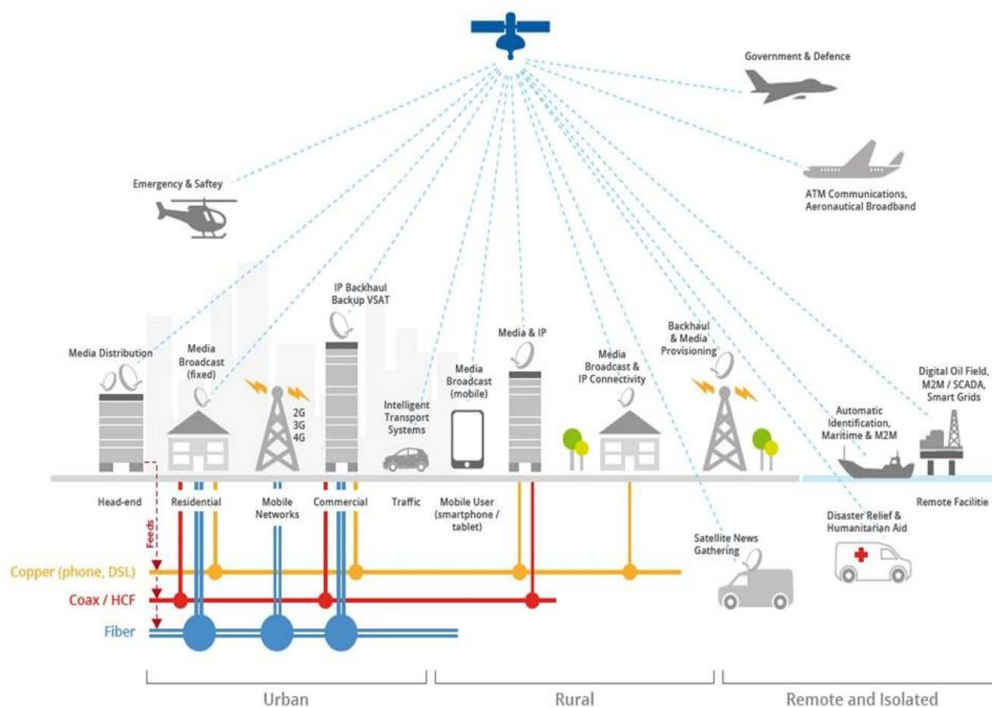 Government & Defence
ATM Communications,
Aeronautical Broadband
Emergency & Saftey
IP Backhaul
Backup VSAT
Media Distribution
Media
Broadcast
(fixed)
2G
3G
4G
Intelligent
Transport
Systems
Media
Broadcast
(mobile)
Media & IP
Media
Broadcast
& IP Connectivity
Backhaul
& Media
Provisioning
Automatic
Identification,
Maritime & M2M
Digital Oil Field,
M2M / SCADA,
Smart Grids
Head-end
Residential
Mobile
Networks
Commercial
Traffic
Mobile User
(smartphone /
tablet)
Remote Facilitie
Feeds
Satellite News
Gathering
Disaster Relief &
Humanitarian Aid
Copper (phone, DSL)
Coax / HCF
Fiber
Urban
Rural
Remote and Isolated